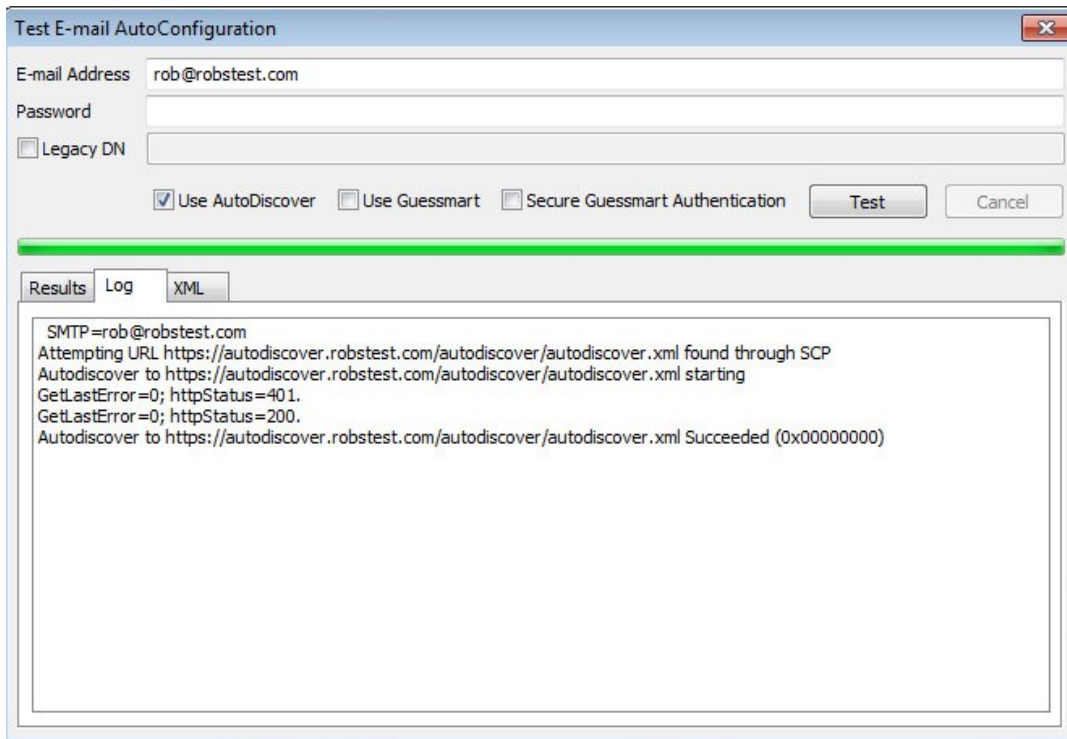 Test E-mail AutoConfiguration
E-mail Address rob@robstest.com
Password
Legacy DN
Use AutoDiscover Use Guessmart Secure Guessmart Authentication Test Cancel
Results Log XML
SMTP=rob@robstest.com
Attempting URL https://autodiscover.robstest.com/autodiscover/autodiscover.xml found through SCP
Autodiscover to https://autodiscover.robstest.com/autodiscover/autodiscover.xml starting
GetLastError=0; httpStatus=401.
GetLastError=0; httpStatus=200.
Autodiscover to https://autodiscover.robstest.com/autodiscover/autodiscover.xml Succeeded (0x00000000)